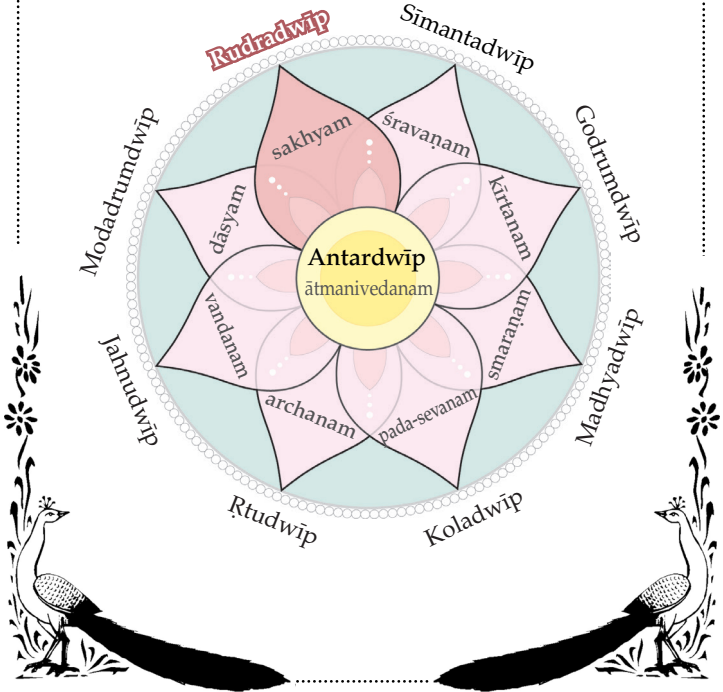 Rudradwīp
Sīmantadwīp
Godrumdwīp
Madhyadwīp
Koladwīp
Ṛtudwīp
Jahnudwīp
Modadrumdwīp
sakhyam
śravaṇam
kīrtanam
smaraṇam
pada-sevanam
archanam
vandanam
dāsyam
Antardwīp
ātmanivedanam